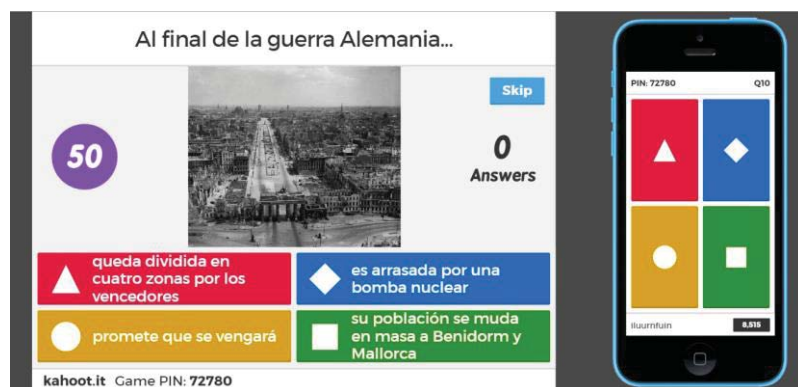 Al final de la guerra Alemania...
50
Skip
0
Answers
queda dividida en
cuatro zonas por los
vencedores
es arrasada por una
bomba nuclear
promete que se vengará
su población se muda
en masa a Benidorm y
Mallorca
kahoot.it Game PIN: 72780
PIN: 72780 Q10
iluurnfuin 8,515